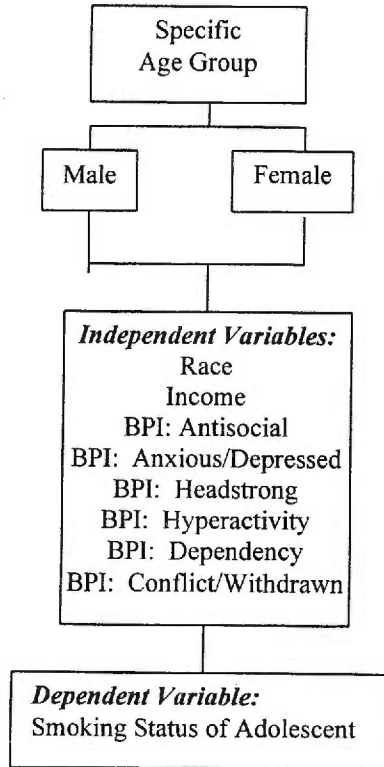 Specific
Age Group
Male
Female
Independent Variables:
Race
Income
BPI: Antisocial
BPI: Anxious/Depressed
BPI: Headstrong
BPI: Hyperactivity
BPI: Dependency
BPI: Conflict/Withdrawn
Dependent Variable:
Smoking Status of Adolescent